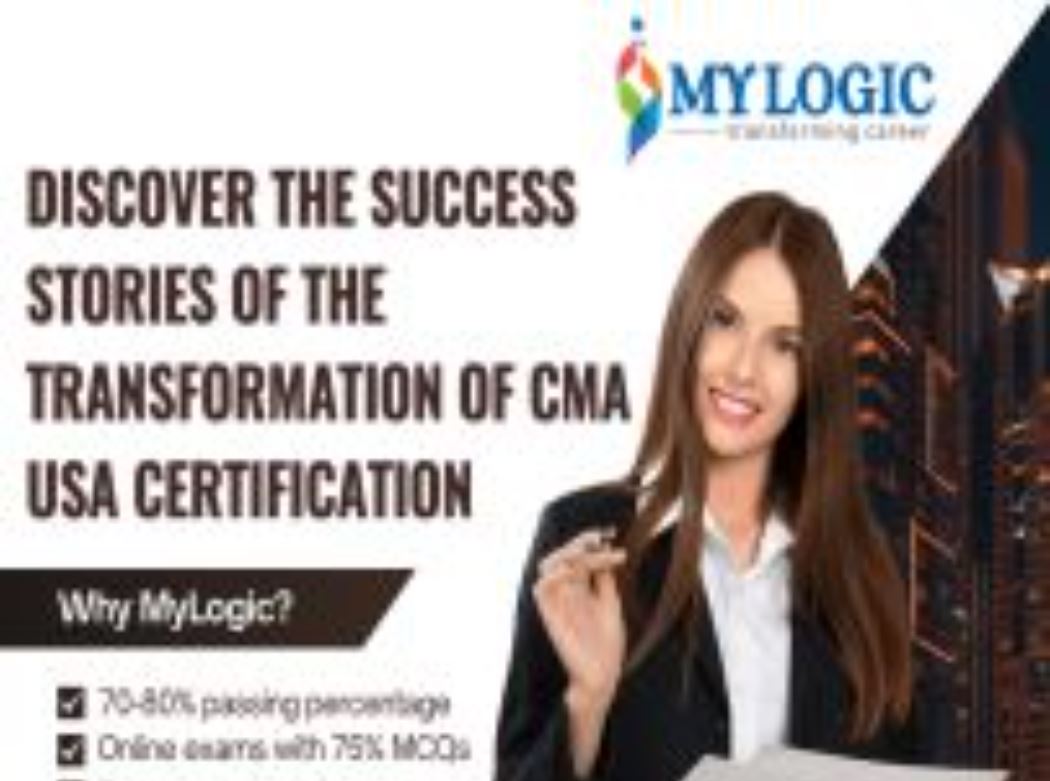 MY LOGIC
transforming career
DISCOVER THE SUCCESS
STORIES OF THE
TRANSFORMATION OF CMA
USA CERTIFICATION
Why MyLogic?
70-80% passing percentage
Online exams with 75% MCQs